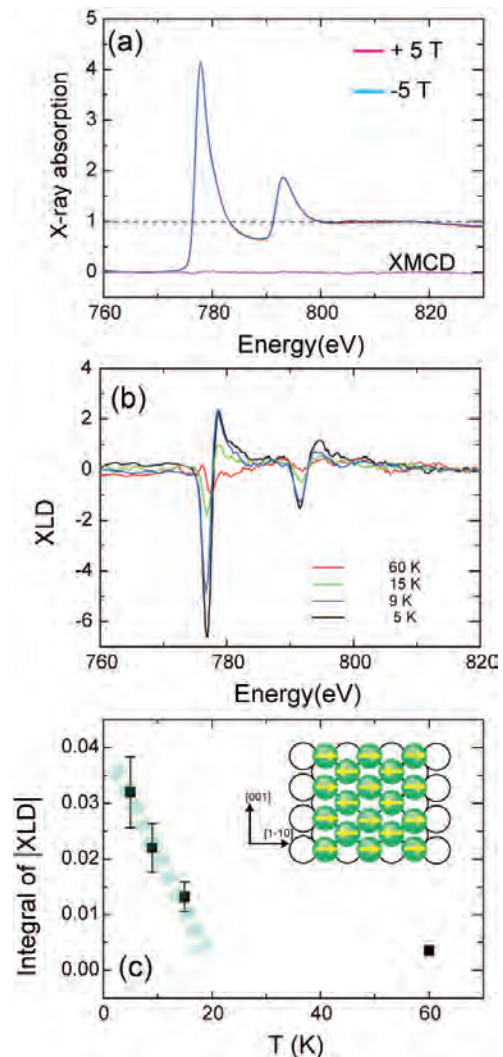 (a)
+ 5 T
-5 T
X-ray absorption
5
4
3
2
1
0
XMCD
760
780
800
820
Energy(eV)
(b)
XLD
4
2
0
-2
-4
-6
60 K
15 K
9 K
5 K
760
780
800
820
Energy(eV)
Integral of |XLD|
0.04
0.03
0.02
0.01
0.00
[001]
[1-10]
(c)
0
20
40
60
T (K)